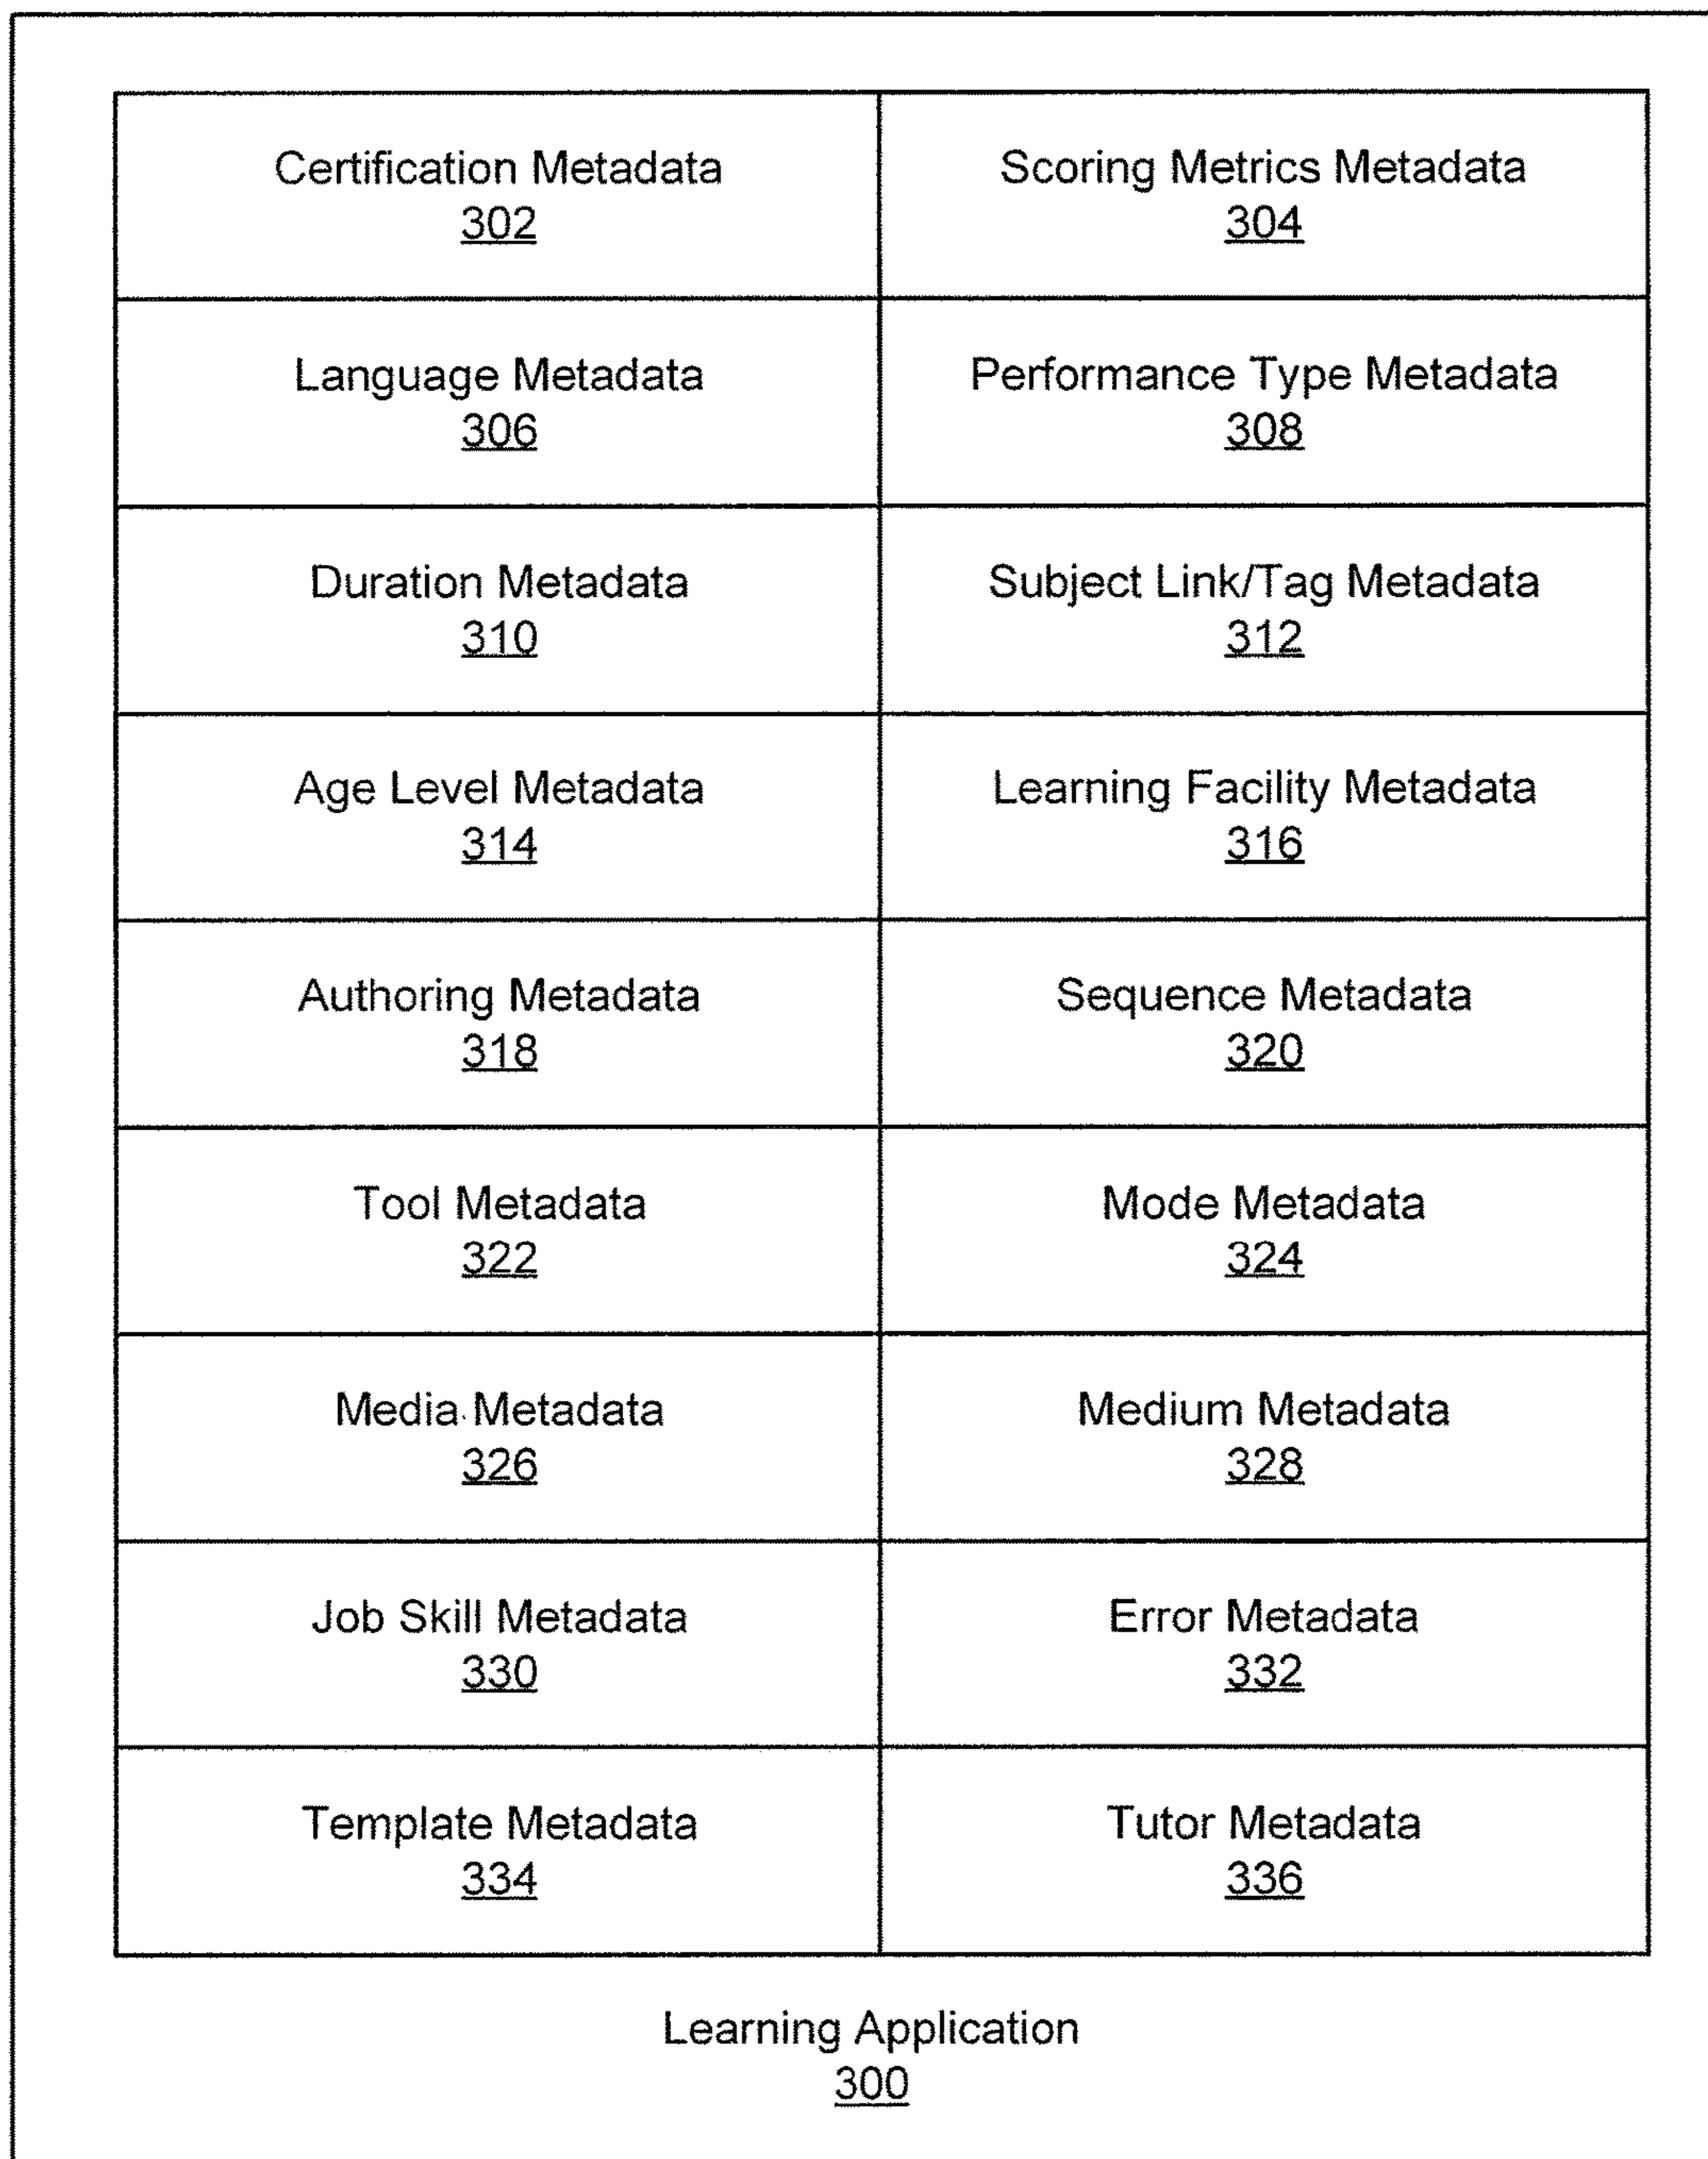 Certification Metadata
302
Scoring Metrics Metadata
304
Language Metadata
306
Performance Type Metadata
308
Duration Metadata
310
Subject Link/Tag Metadata
312
Age Level Metadata
314
Learning Facility Metadata
316
Authoring Metadata
318
Sequence Metadata
320
Tool Metadata
322
Mode Metadata
324
Media Metadata
326
Medium Metadata
328
Job Skill Metadata
330
Error Metadata
332
Template Metadata
334
Tutor Metadata
336
Learning Application
300